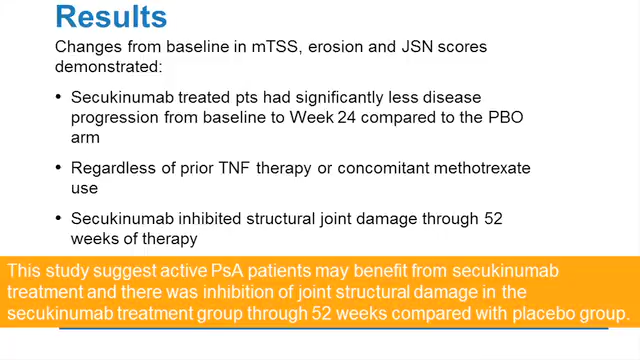 Results
Changes from baseline in mTSS, erosion and JSN scores
demonstrated:
• Secukinumab treated pts had significantly less disease
progression from baseline to Week 24 compared to the PBO
arm
• Regardless of prior TNF therapy or concomitant methotrexate
use
• Secukinumab inhibited structural joint damage through 52
weeks of therapy
This study suggest active PsA patients may benefit from secukinumab
treatment and there was inhibition of joint structural damage in the
secukinumab treatment group through 52 weeks compared with placebo group.